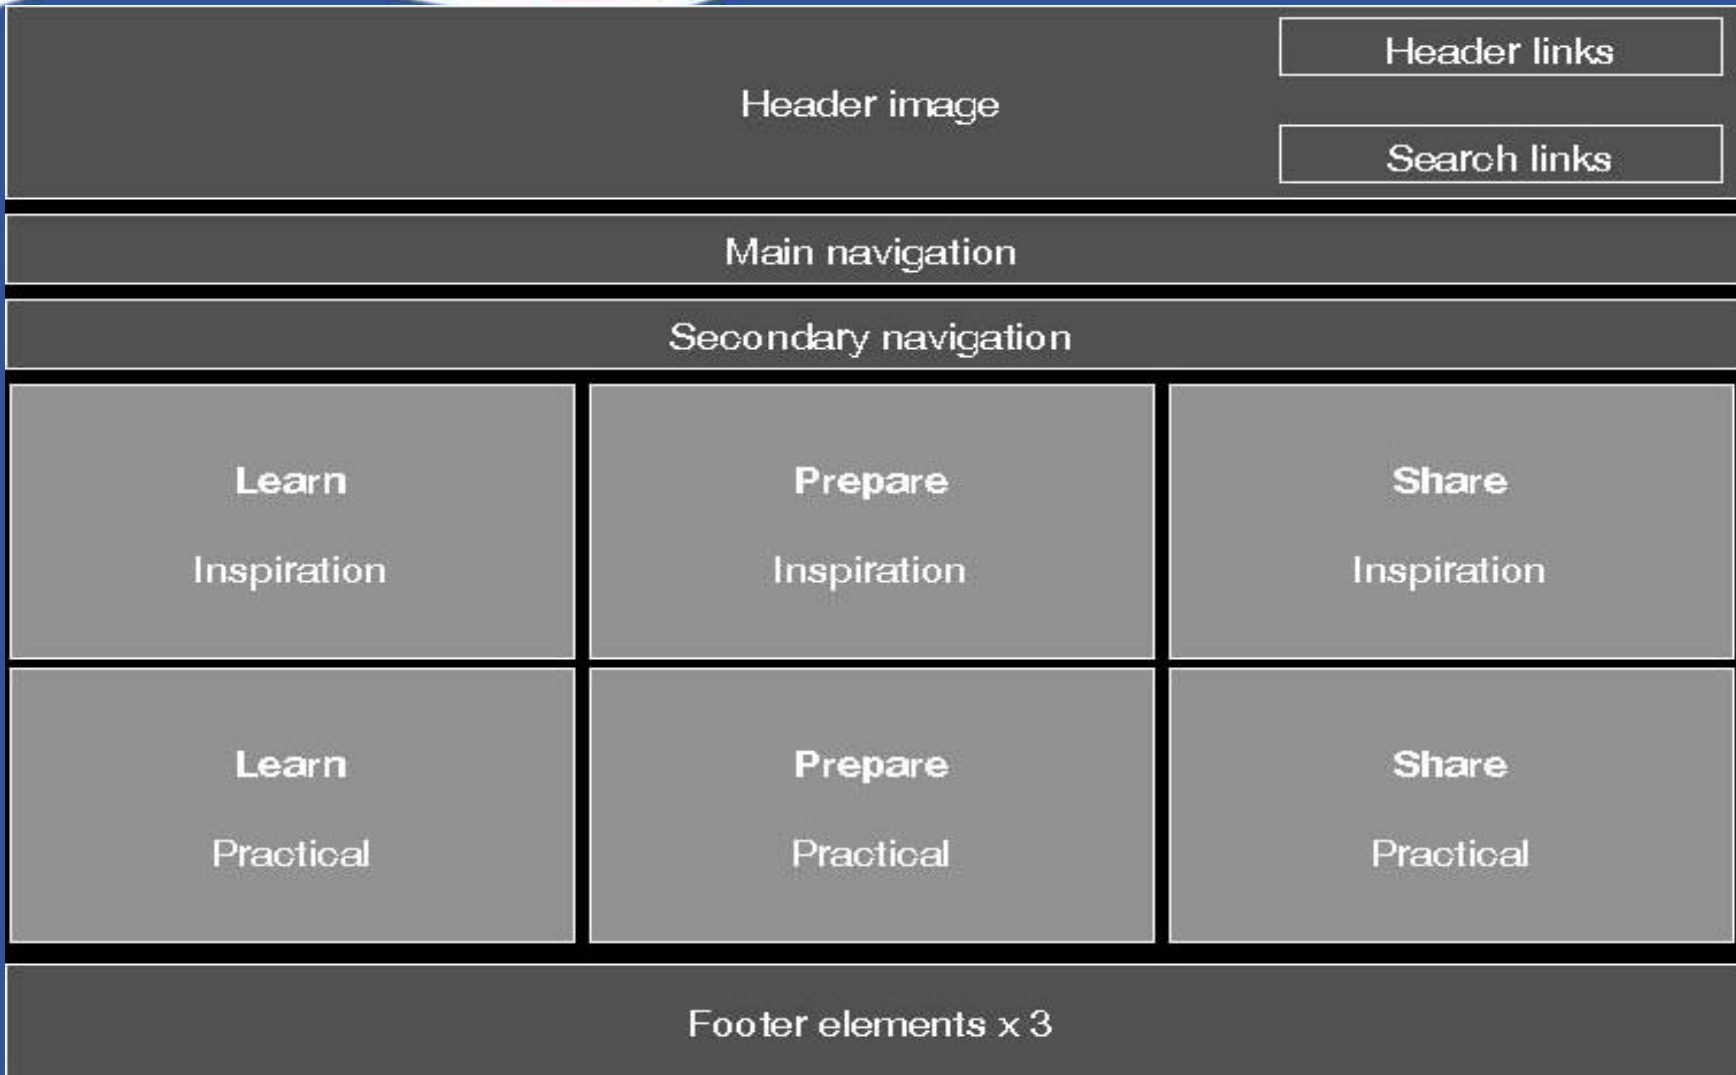 Header links
Header image
Search links
Main navigation
Secondary navigation
Learn
Inspiration
Prepare
Inspiration
Share
Inspiration
Learn
Practical
Prepare
Practical
Share
Practical
Footer elements x 3